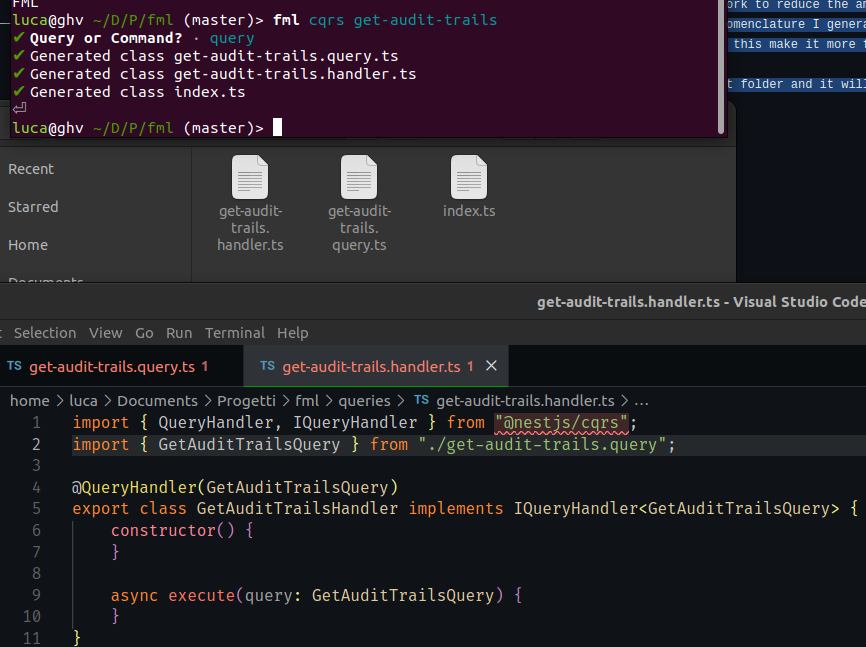 FML
luca@ghv ~/D/P/fml (master)> fml cqrs get-audit-trails
✔ Query or Command? · query
✔ Generated class get-audit-trails.query.ts
✔ Generated class get-audit-trails.handler.ts
✔ Generated class index.ts
⏎
luca@ghv ~/D/P/fml (master)>
to reduce the
I
this make it more
folder and it
Recent
Starred
Home
Documents
get-audit-
trails.
handler.ts
get-audit-
trails.
query.ts
index.ts
get-audit-trails.handler.ts - Visual Studio Code
Selection View Go Run Terminal Help
TS get-audit-trails.query.ts 1
TS get-audit-trails.handler.ts 1 ×
home > luca > Documents > Progetti > fml > queries > TS get-audit-trails.handler.ts > ...
1 import { QueryHandler, IQueryHandler } from "@nestjs/cqrs";
2 import { GetAuditTrailsQuery } from "./get-audit-trails.query";
3
4 @QueryHandler(GetAuditTrailsQuery)
5 export class GetAuditTrailsHandler implements IQueryHandler<GetAuditTrailsQuery> {
6 constructor() {
7 }
8
9 async execute(query: GetAuditTrailsQuery) {
10 }
11 }